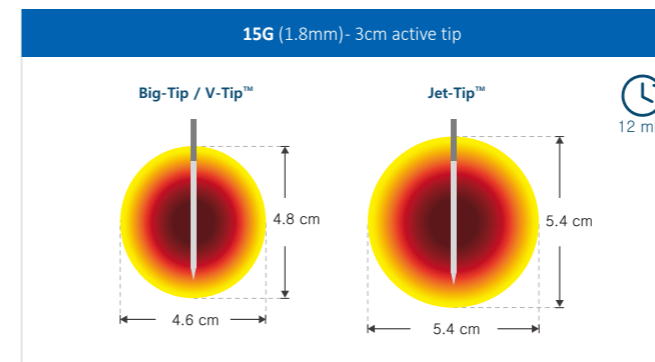 15G (1.8mm)- 3cm active tip
Big-Tip / V-Tip™
Jet-Tip™
12 m
4.8 cm
5.4 cm
4.6 cm
5.4 cm